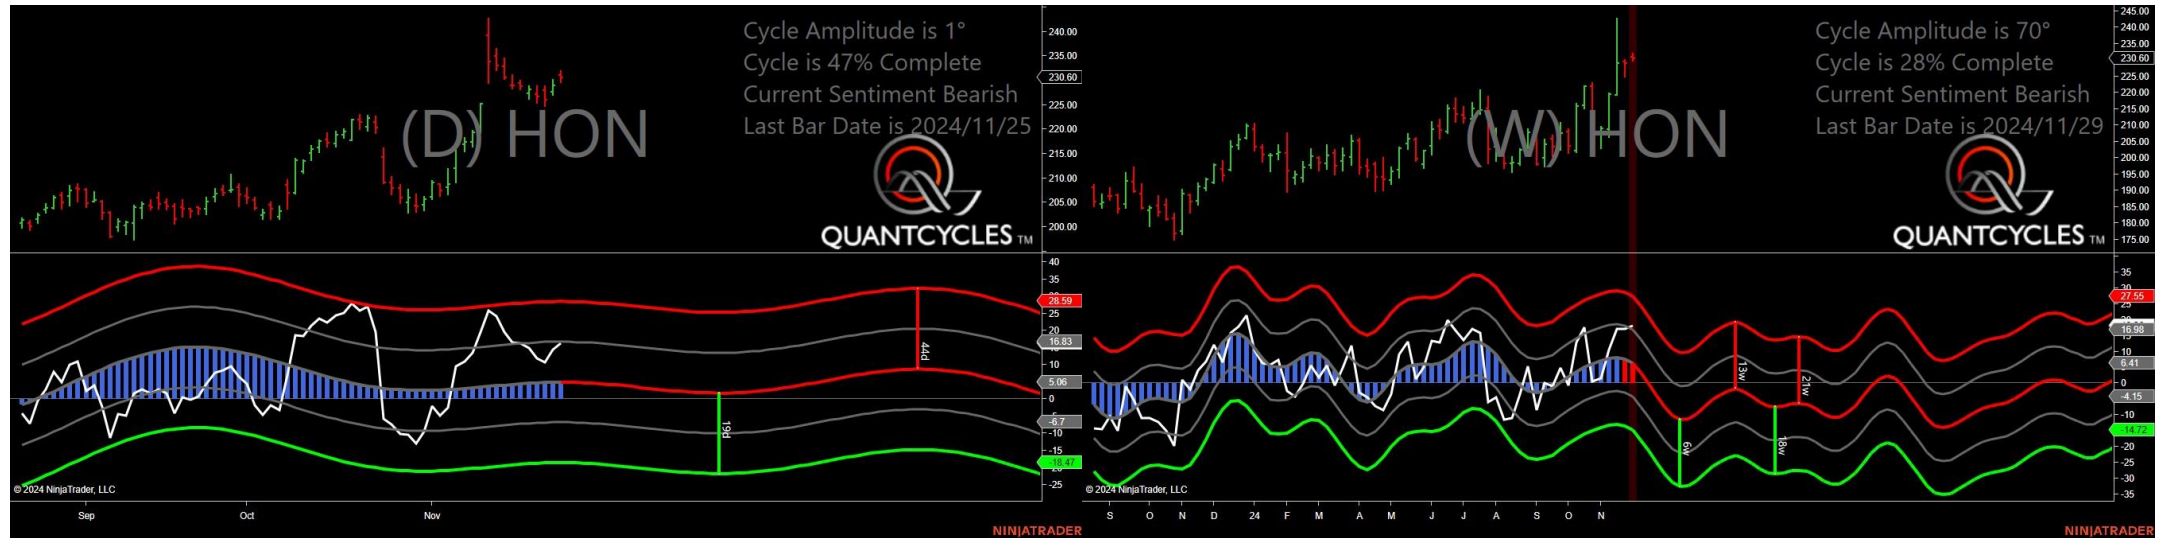 Cycle Amplitude is 1°
Cycle is 47% Complete
Current Sentiment Bearish
Last Bar Date is 2024/11/25
(D) HON
QUANTCYCLES TM
240.00
235.00
230.60
225.00
220.00
215.00
210.00
205.00
200.00
40
35
28.59
25
20
16.83
10
5.06
0
-6.7
-10
-15
-18.47
-25
44d
19d
© 2024 NinjaTrader, LLC
Sep Oct Nov
NINJATRADER
Cycle Amplitude is 70°
Cycle is 28% Complete
Current Sentiment Bearish
Last Bar Date is 2024/11/29
(W) HON
QUANTCYCLES TM
245.00
240.00
235.00
230.60
225.00
220.00
215.00
210.00
205.00
200.00
195.00
190.00
185.00
180.00
175.00
35
30
27.55
16.98
10
6.41
0
-4.15
-10
-14.72
-20
-25
-30
-35
13w
21w
6w
18w
© 2024 NinjaTrader, LLC
S O N D 24 F M A M J J A S O N
NINJATRADER